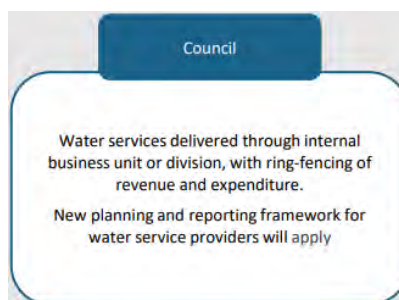 Council
Water services delivered through internal
business unit or division, with ring-fencing of
revenue and expenditure.
New planning and reporting framework for
water service providers will apply